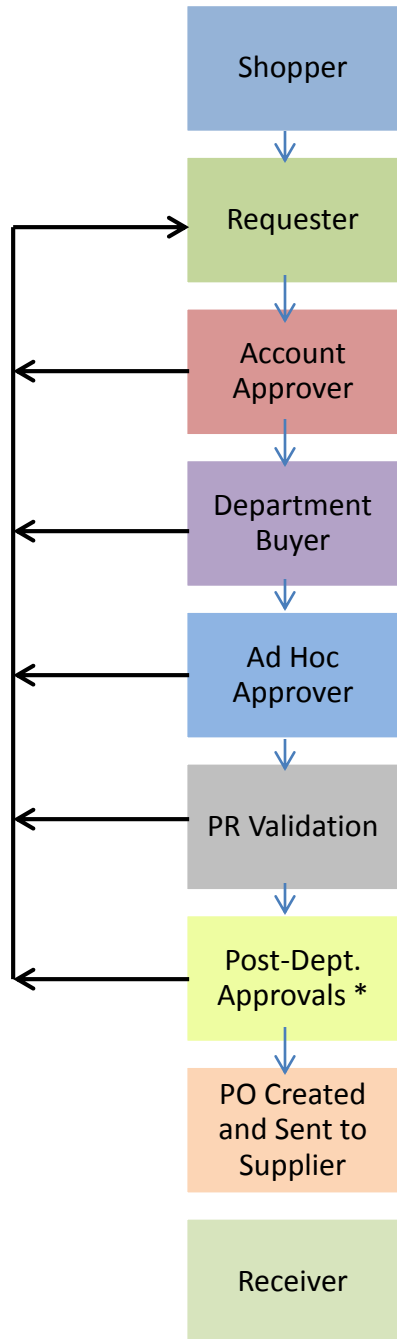 Shopper
Requester
Account
Approver
Department
Buyer
Ad Hoc
Approver
PR Validation
Post-Dept.
Approvals *
PO Created
and Sent to
Supplier
Receiver